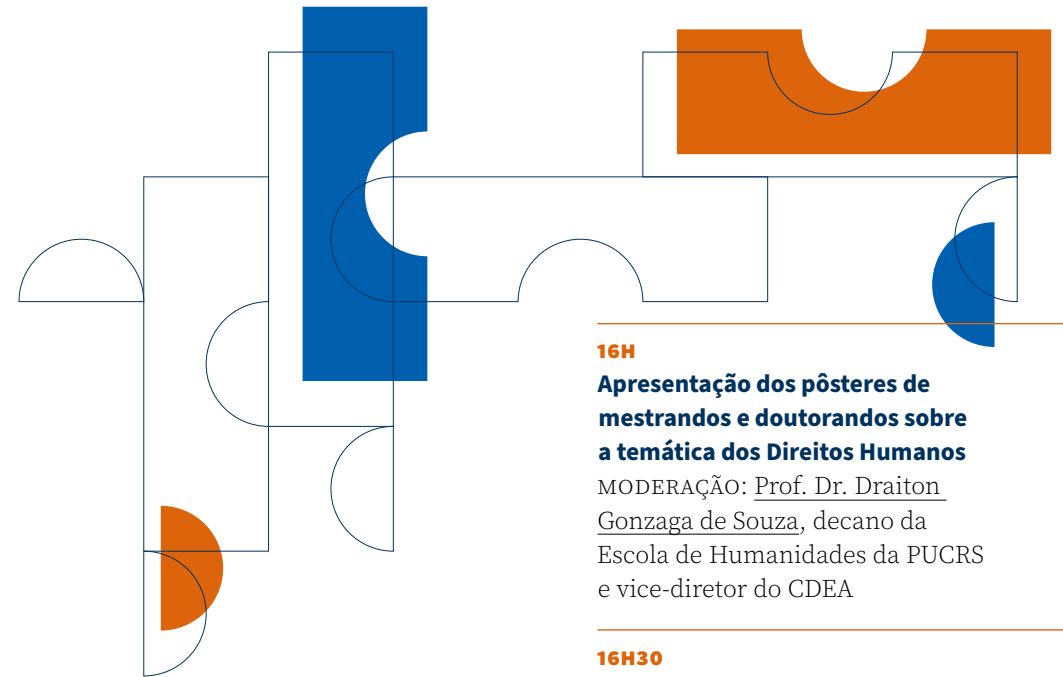 16H
Apresentação dos pôsteres de
mestrandos e doutorandos sobre
a temática dos Direitos Humanos
MODERAÇÃO: Prof. Dr. Draiton
Gonzaga de Souza, decano da
Escola de Humanidades da PUCRS
e vice-diretor do CDEA
16H30